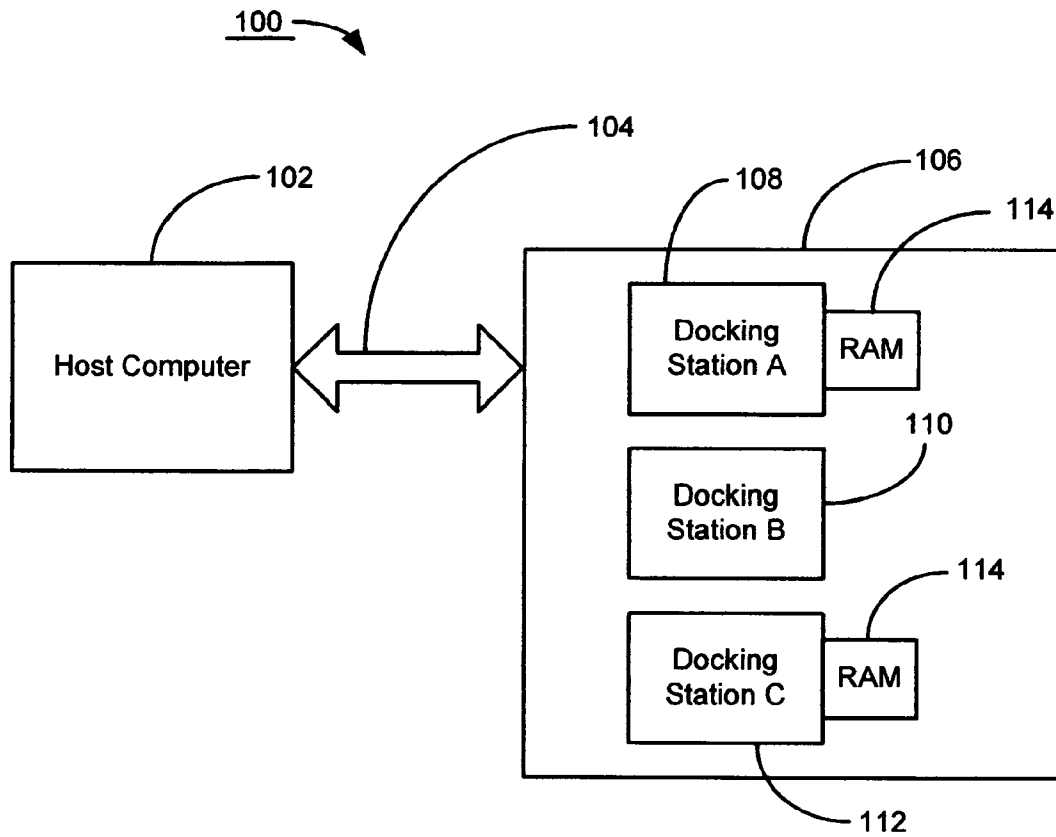 100
104
102
108
106
114
Host Computer
Docking
Station A
RAM
110
Docking
Station B
114
Docking
Station C
RAM
112